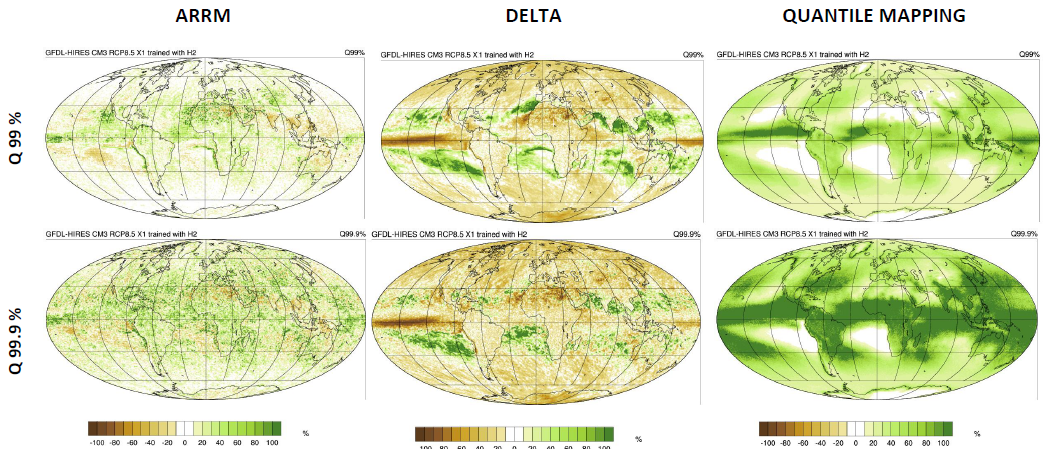 ARRM DELTA QUANTILE MAPPING
GFDL-HIRES CM3 RCP8.5 X1 trained with H2 Q99% GFDL-HIRES CM3 RCP8.5 X1 trained with H2 Q99% GFDL-HIRES CM3 RCP8.5 X1 trained with H2 Q99%
Q 99 %
GFDL-HIRES CM3 RCP8.5 X1 trained with H2 Q99.9% GFDL-HIRES CM3 RCP8.5 X1 trained with H2 Q99.9% GFDL-HIRES CM3 RCP8.5 X1 trained with H2 Q99.9%
Q 99.9 %
-100 -80 -60 -40 -20 0 20 40 60 80 100 %
-100 -80 -60 -40 -20 0 20 40 60 80 100 %
-100 -80 -60 -40 -20 0 20 40 60 80 100 %